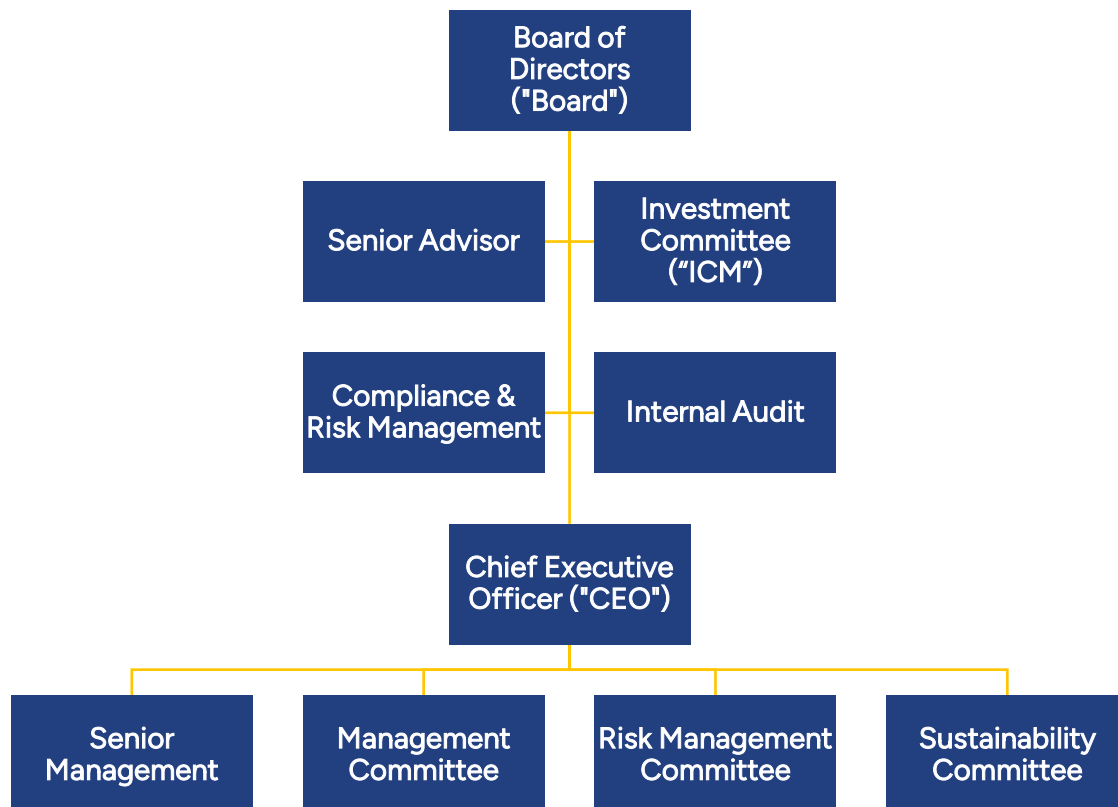 Board of
Directors
("Board")
Senior Advisor
Investment
Committee
(“ICM”)
Compliance &
Risk Management
Internal Audit
Chief Executive
Officer ("CEO")
Senior
Management
Management
Committee
Risk Management
Committee
Sustainability
Committee